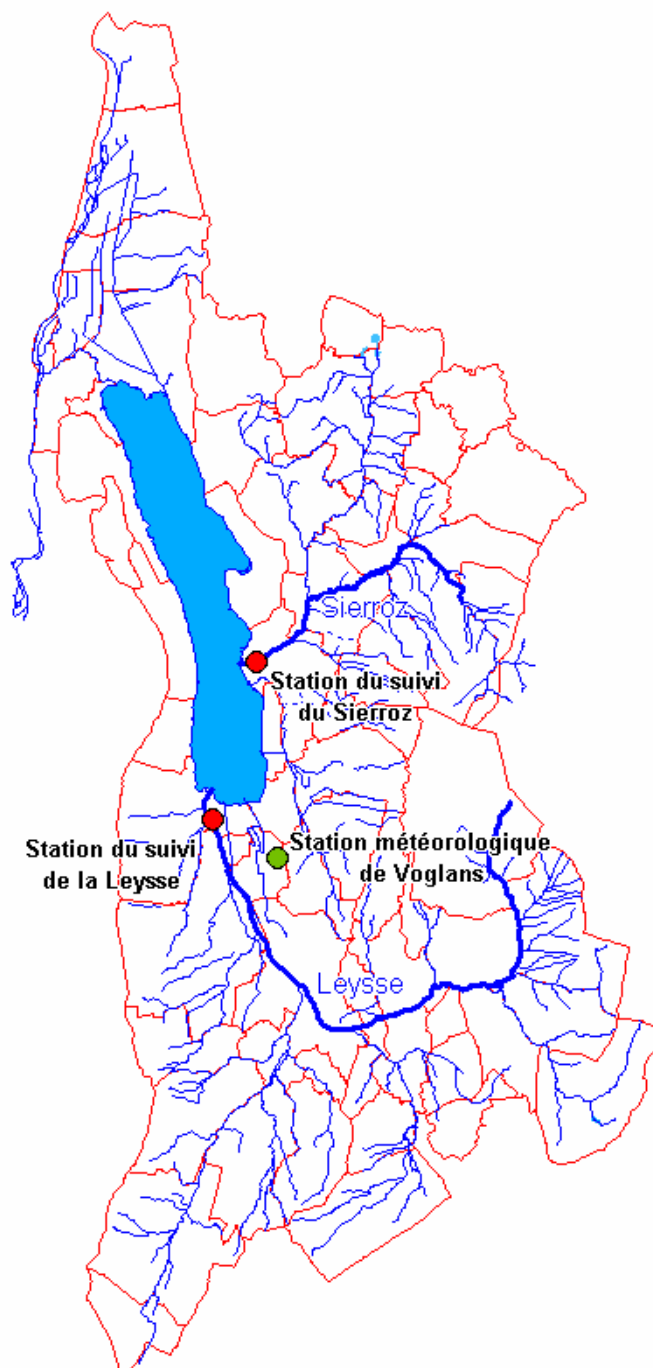 Sierroz
Station du suivi
du Sierroz
Station du suivi
de la Leysse
Station météorologique
de Voglans
Leysse